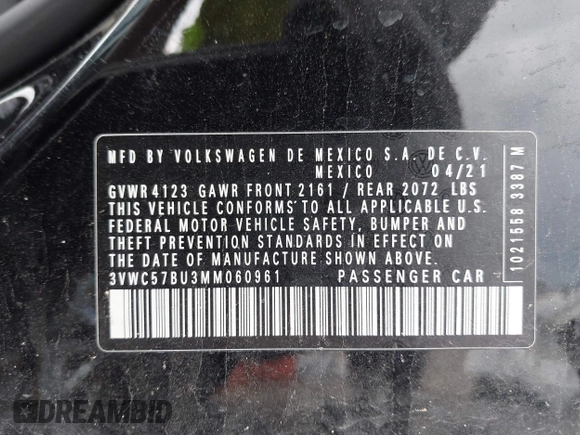 MFD BY VOLKSWAGEN DE MEXICO S.A. DE C.V.
MEXICO 04/21
GVWR 4123 GAWR FRONT 2161 / REAR 2072 LBS
THIS VEHICLE CONFORMS TO ALL APPLICABLE U.S.
FEDERAL MOTOR VEHICLE SAFETY, BUMPER AND
THEFT PREVENTION STANDARDS IN EFFECT ON
THE DATE OF MANUFACTURE SHOWN ABOVE.
3VWC57BU3MM060961 PASSENGER CAR
1021558 3387 M
DREAMBID